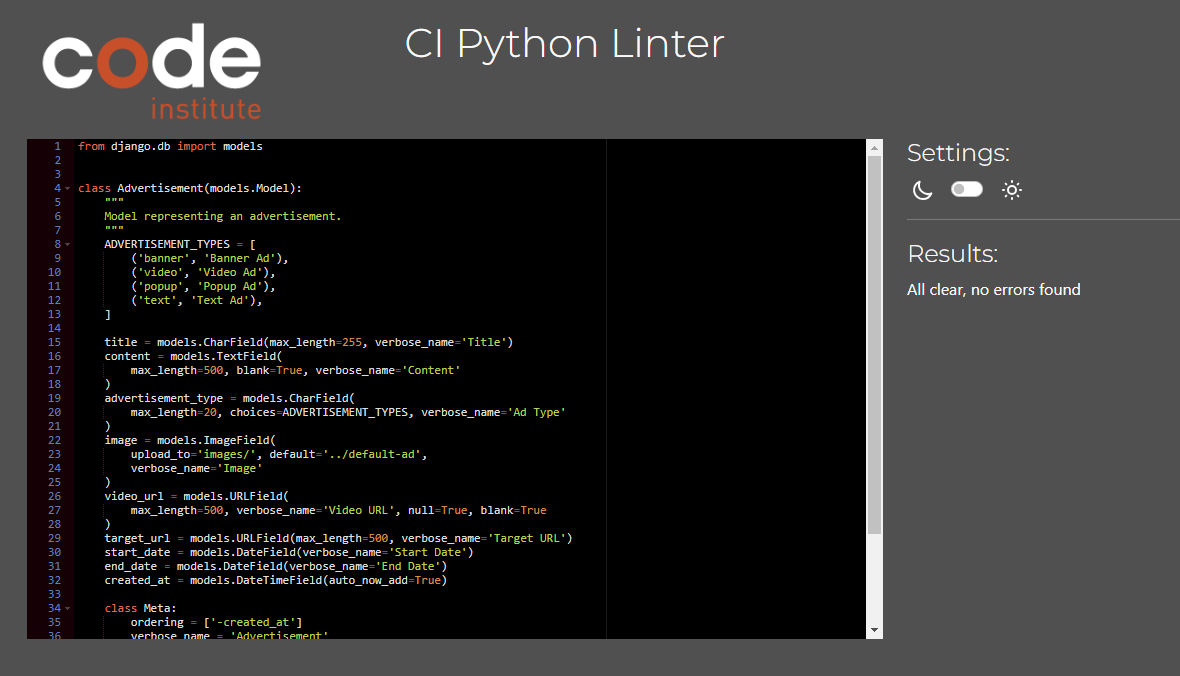 code
institute
CI Python Linter
1 from django.db import models
2
3
4 class Advertisement(models.Model):
5     """
6     Model representing an advertisement.
7     """
8     ADVERTISEMENT_TYPES = [
9         ('banner', 'Banner Ad'),
10         ('video', 'Video Ad'),
11         ('popup', 'Popup Ad'),
12         ('text', 'Text Ad'),
13     ]
14
15     title = models.CharField(max_length=255, verbose_name='Title')
16     content = models.TextField(
17         max_length=500, blank=True, verbose_name='Content'
18     )
19     advertisement_type = models.CharField(
20         max_length=20, choices=ADVERTISEMENT_TYPES, verbose_name='Ad Type'
21     )
22     image = models.ImageField(
23         upload_to='images/', default='../default-ad',
24         verbose_name='Image'
25     )
26     video_url = models.URLField(
27         max_length=500, verbose_name='Video URL', null=True, blank=True
28     )
29     target_url = models.URLField(max_length=500, verbose_name='Target URL')
30     start_date = models.DateField(verbose_name='Start Date')
31     end_date = models.DateField(verbose_name='End Date')
32     created_at = models.DateTimeField(auto_now_add=True)
33
34     class Meta:
35         ordering = ['-created_at']
36         verbose_name = 'Advertisement'
Settings:
Results:
All clear, no errors found